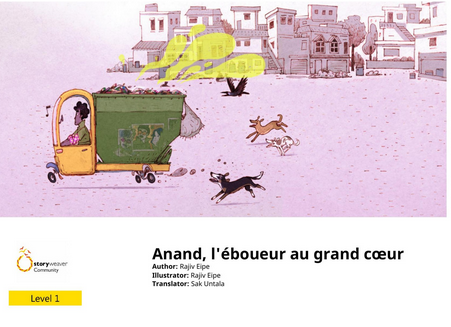 Anand, l'éboueur au grand cœur
Author: Rajiv Eipe
Illustrator: Rajiv Eipe
Translator: Sak Untala
storyweaver
Community
Level 1